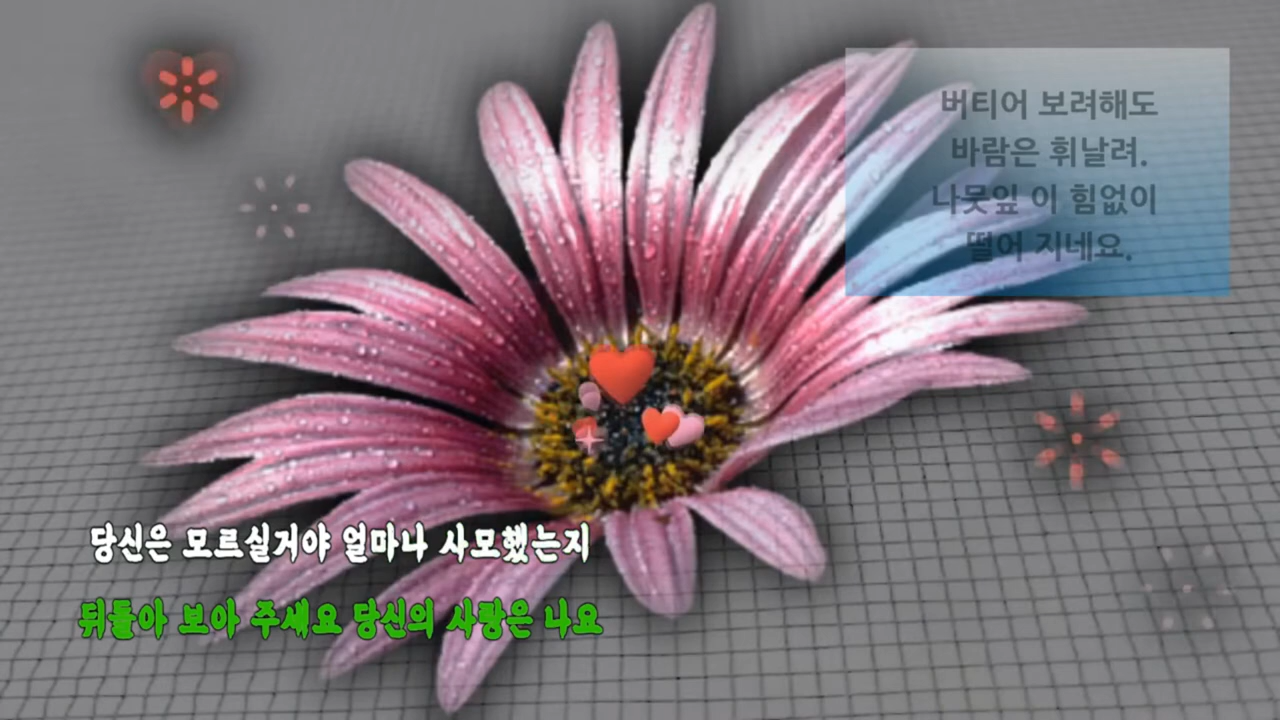 버티어 보려해도
바람은 휘날려.
나뭇잎 이 힘없이
떨어 지네요.
당신은 모르실거야 얼마나 사모했는지
뒤돌아 보아 주세요 당신의 사랑은 나요